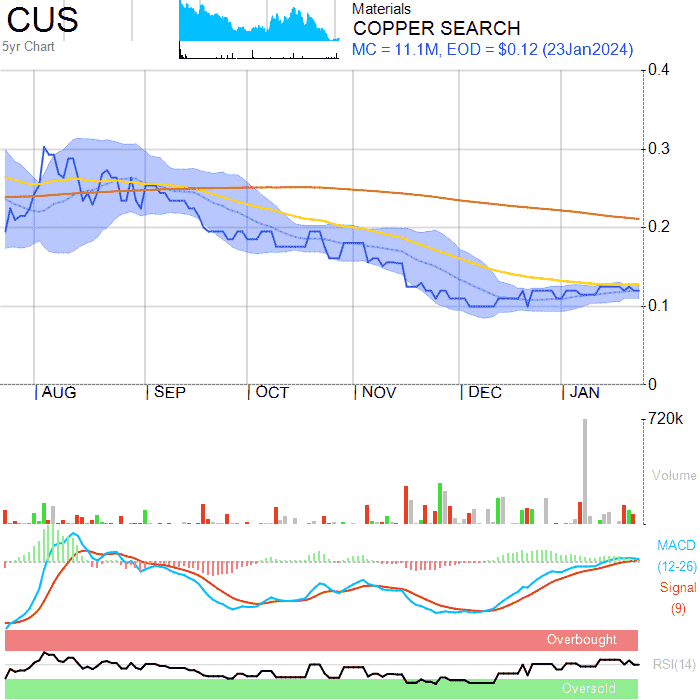 CUS
5yr Chart
Materials
COPPER SEARCH
MC = 11.1M, EOD = $0.12 (23Jan2024)
0.4
0.3
0.2
0.1
0
AUG SEP OCT NOV DEC JAN
720k
Volume
MACD
(12-26)
Signal
(9)
Overbought
RSI(14)
Oversold